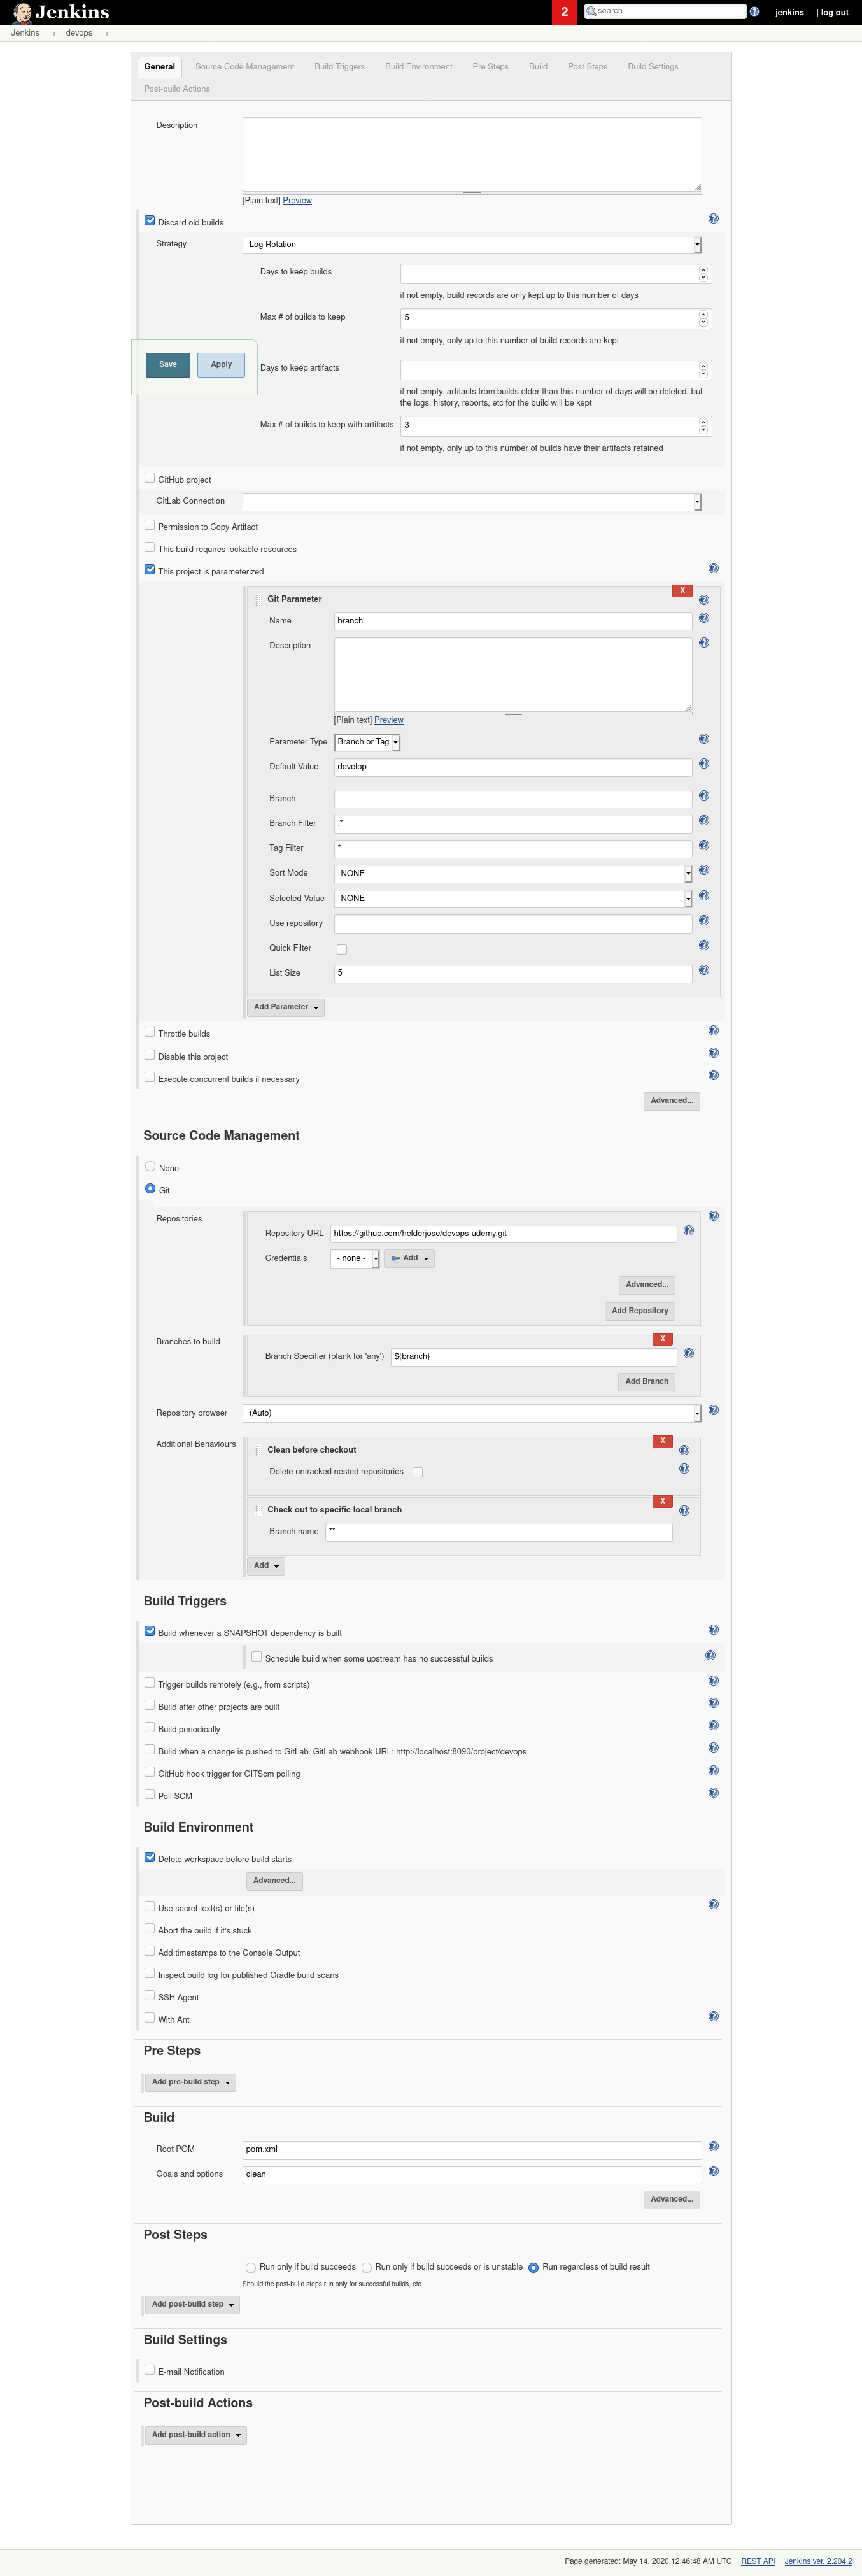 Jenkins
2
search
jenkins
| log out
Jenkins
devops
General
Source Code Management
Build Triggers
Build Environment
Pre Steps
Build
Post Steps
Build Settings
Post-build Actions
Description
[Plain text] Preview
Discard old builds
Strategy
Log Rotation
Days to keep builds
if not empty, build records are only kept up to this number of days
Max # of builds to keep
5
if not empty, only up to this number of build records are kept
Save
Apply
Days to keep artifacts
if not empty, artifacts from builds older than this number of days will be deleted, but
the logs, history, reports, etc for the build will be kept
Max # of builds to keep with artifacts
3
if not empty, only up to this number of builds have their artifacts retained
GitHub project
GitLab Connection
Permission to Copy Artifact
This build requires lockable resources
This project is parameterized
X
Git Parameter
Name
branch
Description
[Plain text] Preview
Parameter Type
Branch or Tag
Default Value
develop
Branch
Branch Filter
.*
Tag Filter
*
Sort Mode
NONE
Selected Value
NONE
Use repository
Quick Filter
List Size
5
Add Parameter
Throttle builds
Disable this project
Execute concurrent builds if necessary
Advanced...
Source Code Management
None
Git
Repositories
Repository URL
https://github.com/helderjose/devops-udemy.git
Credentials
- none -
Add
Advanced...
Add Repository
Branches to build
X
Branch Specifier (blank for 'any')
${branch}
Add Branch
Repository browser
(Auto)
Additional Behaviours
X
Clean before checkout
Delete untracked nested repositories
X
Check out to specific local branch
Branch name
**
Add
Build Triggers
Build whenever a SNAPSHOT dependency is built
Schedule build when some upstream has no successful builds
Trigger builds remotely (e.g., from scripts)
Build after other projects are built
Build periodically
Build when a change is pushed to GitLab. GitLab webhook URL: http://localhost:8090/project/devops
GitHub hook trigger for GITScm polling
Poll SCM
Build Environment
Delete workspace before build starts
Advanced...
Use secret text(s) or file(s)
Abort the build if it's stuck
Add timestamps to the Console Output
Inspect build log for published Gradle build scans
SSH Agent
With Ant
Pre Steps
Add pre-build step
Build
Root POM
pom.xml
Goals and options
clean
Advanced...
Post Steps
Run only if build succeeds
Run only if build succeeds or is unstable
Run regardless of build result
Should the post-build steps run only for successful builds, etc.
Add post-build step
Build Settings
E-mail Notification
Post-build Actions
Add post-build action
Page generated: May 14, 2020 12:46:48 AM UTC
REST API
Jenkins ver. 2.204.2